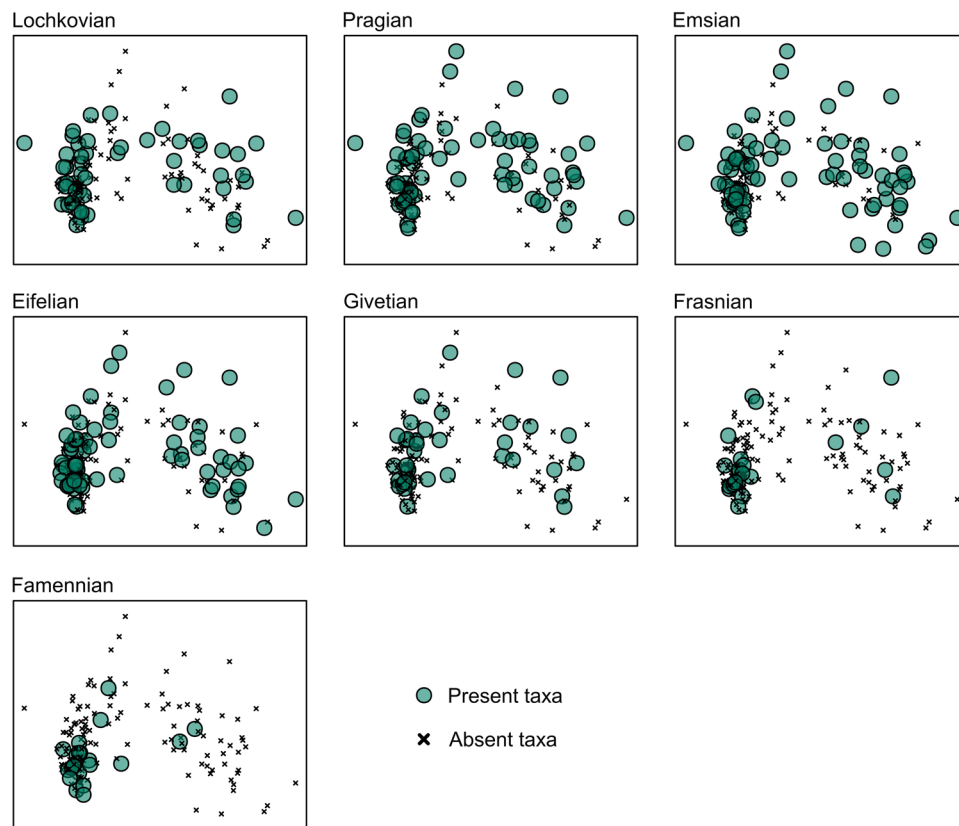 Lochkovian
Pragian
Emsian
Eifelian
Givetian
Frasnian
Famennian
Present taxa
Absent taxa